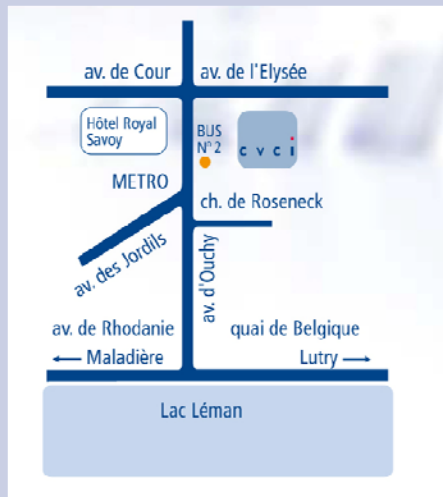 av. de Cour
av. de l'Elysée
Hôtel Royal
Savoy
BUS
N° 2
c v c i
METRO
ch. de Roseneck
av. des Jordils
av. d'Ouchy
av. de Rhodanie
quai de Belgique
← Maladière
Lutry →
Lac Léman